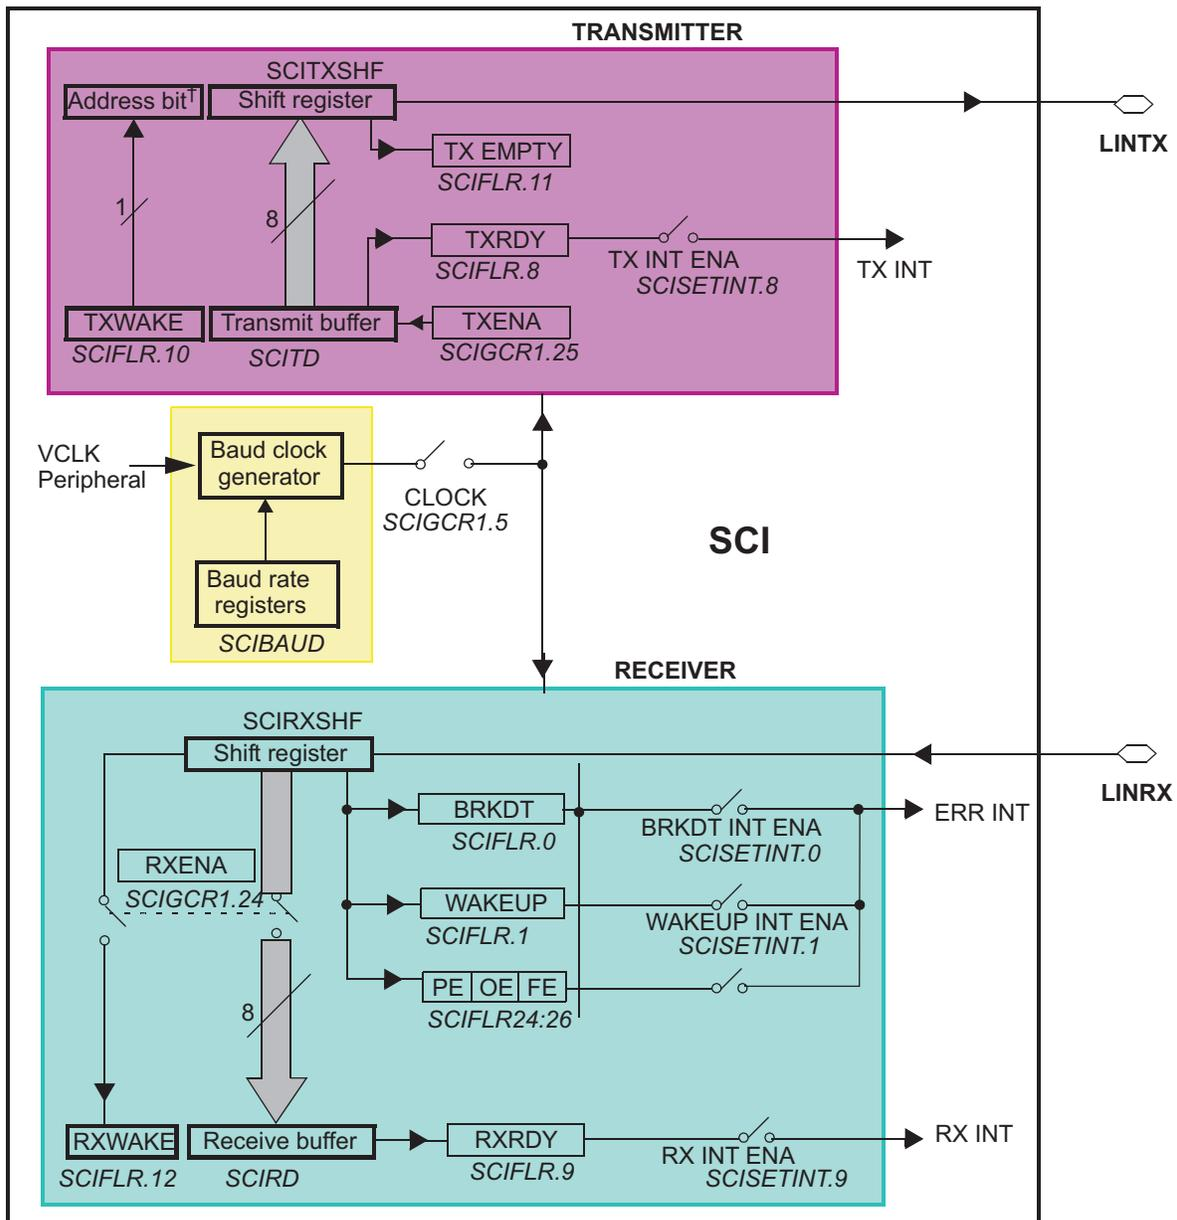 TRANSMITTER
SCITXSHF
Address bit†
Shift register
LINTX
TX EMPTY
SCIFLR.11
1
8
TXRDY
SCIFLR.8
TX INT ENA
SCISETINT.8
TX INT
TXWAKE
SCIFLR.10
Transmit buffer
SCITD
TXENA
SCIGCR1.25
VCLK
Peripheral
Baud clock
generator
CLOCK
SCIGCR1.5
SCI
Baud rate
registers
SCIBAUD
RECEIVER
SCIRXSHF
Shift register
LINRX
BRKDT
SCIFLR.0
BRKDT INT ENA
SCISETINT.0
ERR INT
RXENA
SCIGCR1.24
WAKEUP
SCIFLR.1
WAKEUP INT ENA
SCISETINT.1
PE OE FE
SCIFLR24:26
8
RXWAKE
SCIFLR.12
Receive buffer
SCIRD
RXRDY
SCIFLR.9
RX INT ENA
SCISETINT.9
RX INT